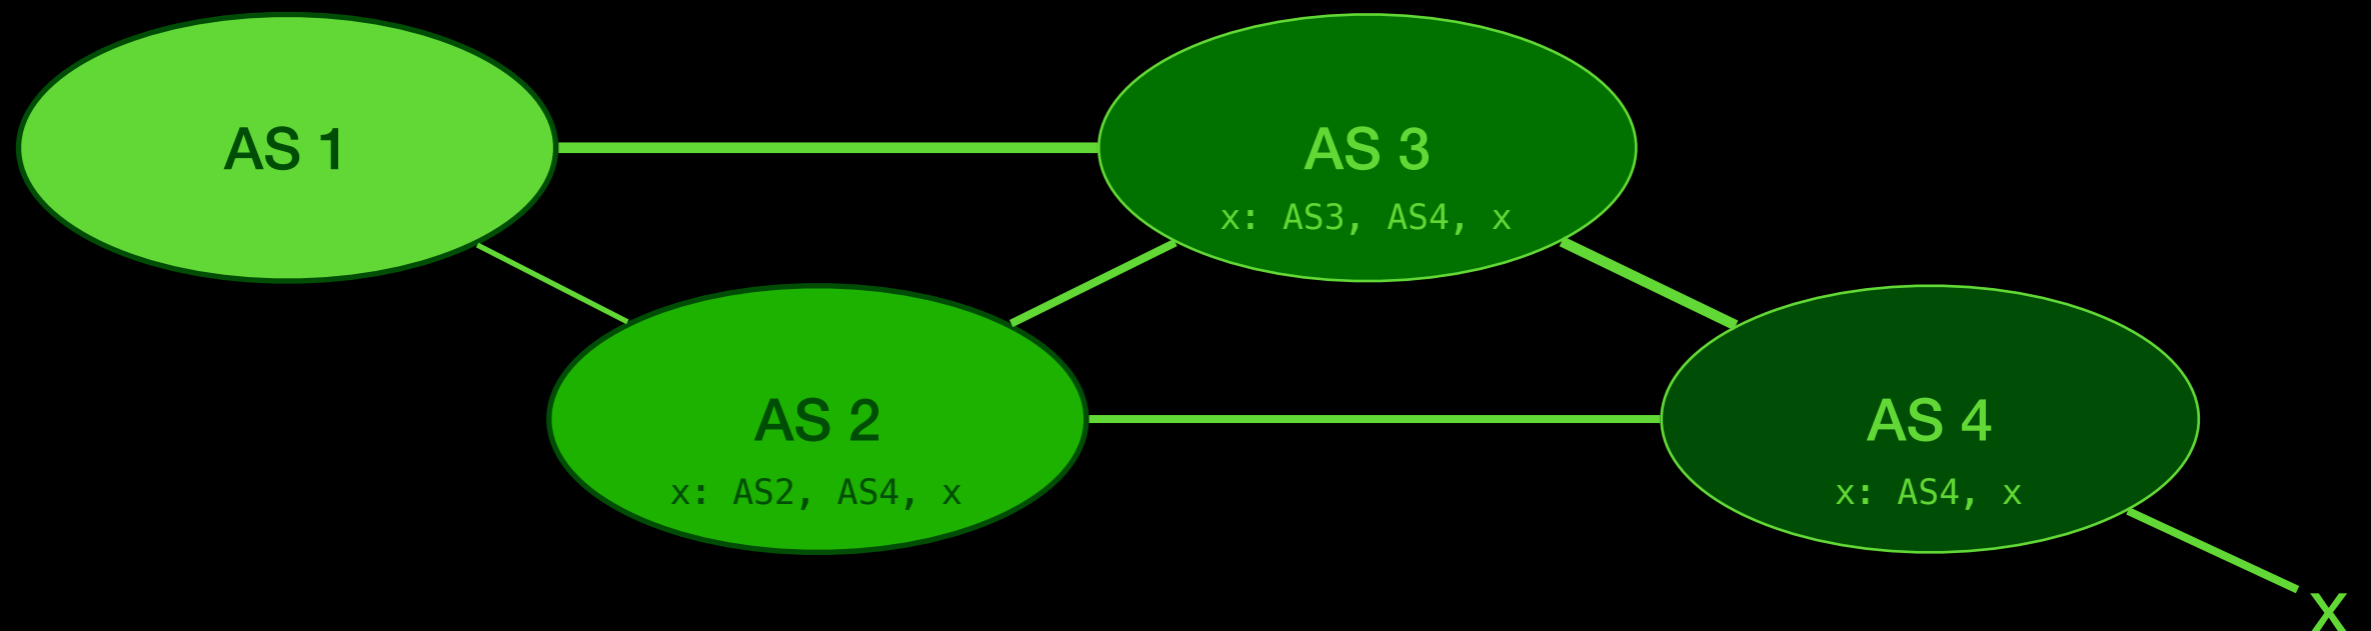 AS 1
AS 3
x: AS3, AS4, x
AS 2
x: AS2, AS4, x
AS 4
x: AS4, x
x